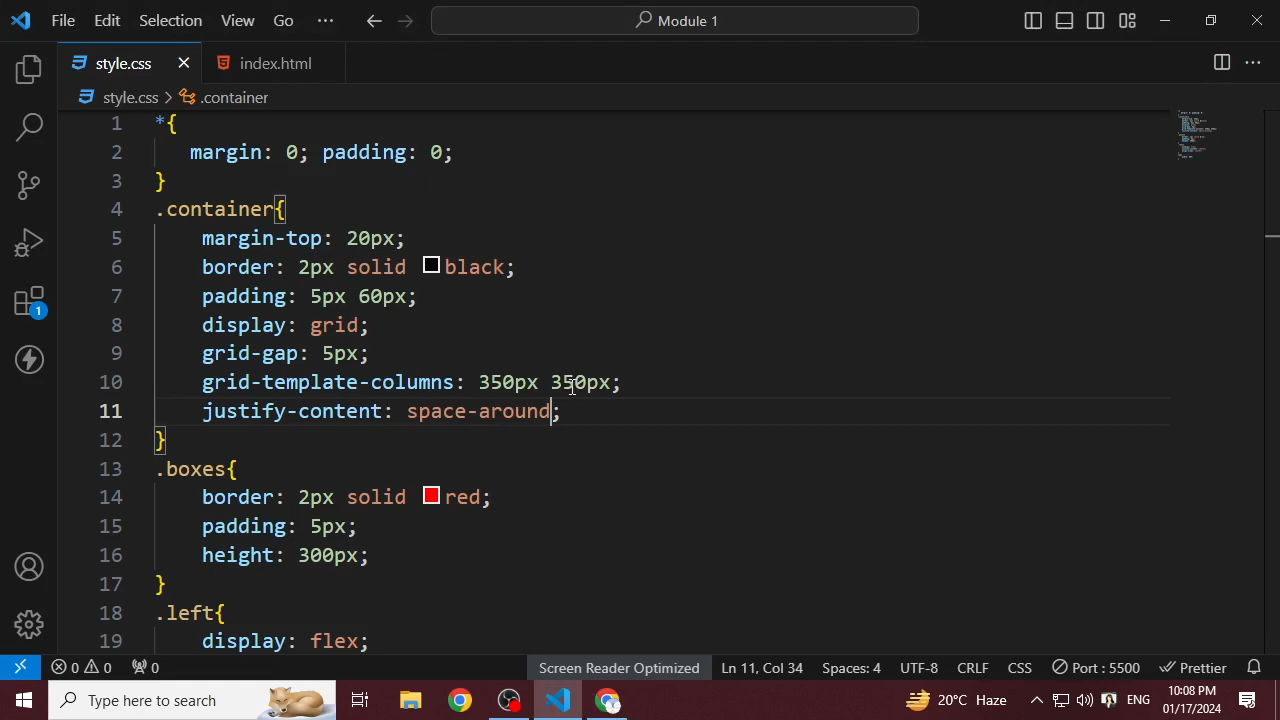 File Edit Selection View Go ··· Module 1
style.css index.html
style.css > .container
1 *{
2 margin: 0; padding: 0;
3 }
4 .container{
5 margin-top: 20px;
6 border: 2px solid black;
7 padding: 5px 60px;
8 display: grid;
9 grid-gap: 5px;
10 grid-template-columns: 350px 350px;
11 justify-content: space-around;
12 }
13 .boxes{
14 border: 2px solid red;
15 padding: 5px;
16 height: 300px;
17 }
18 .left{
19 display: flex;
1
0 0 0 Screen Reader Optimized Ln 11, Col 34 Spaces: 4 UTF-8 CRLF CSS Port : 5500 Prettier
Type here to search 20°C Haze ENG 10:08 PM
01/17/2024